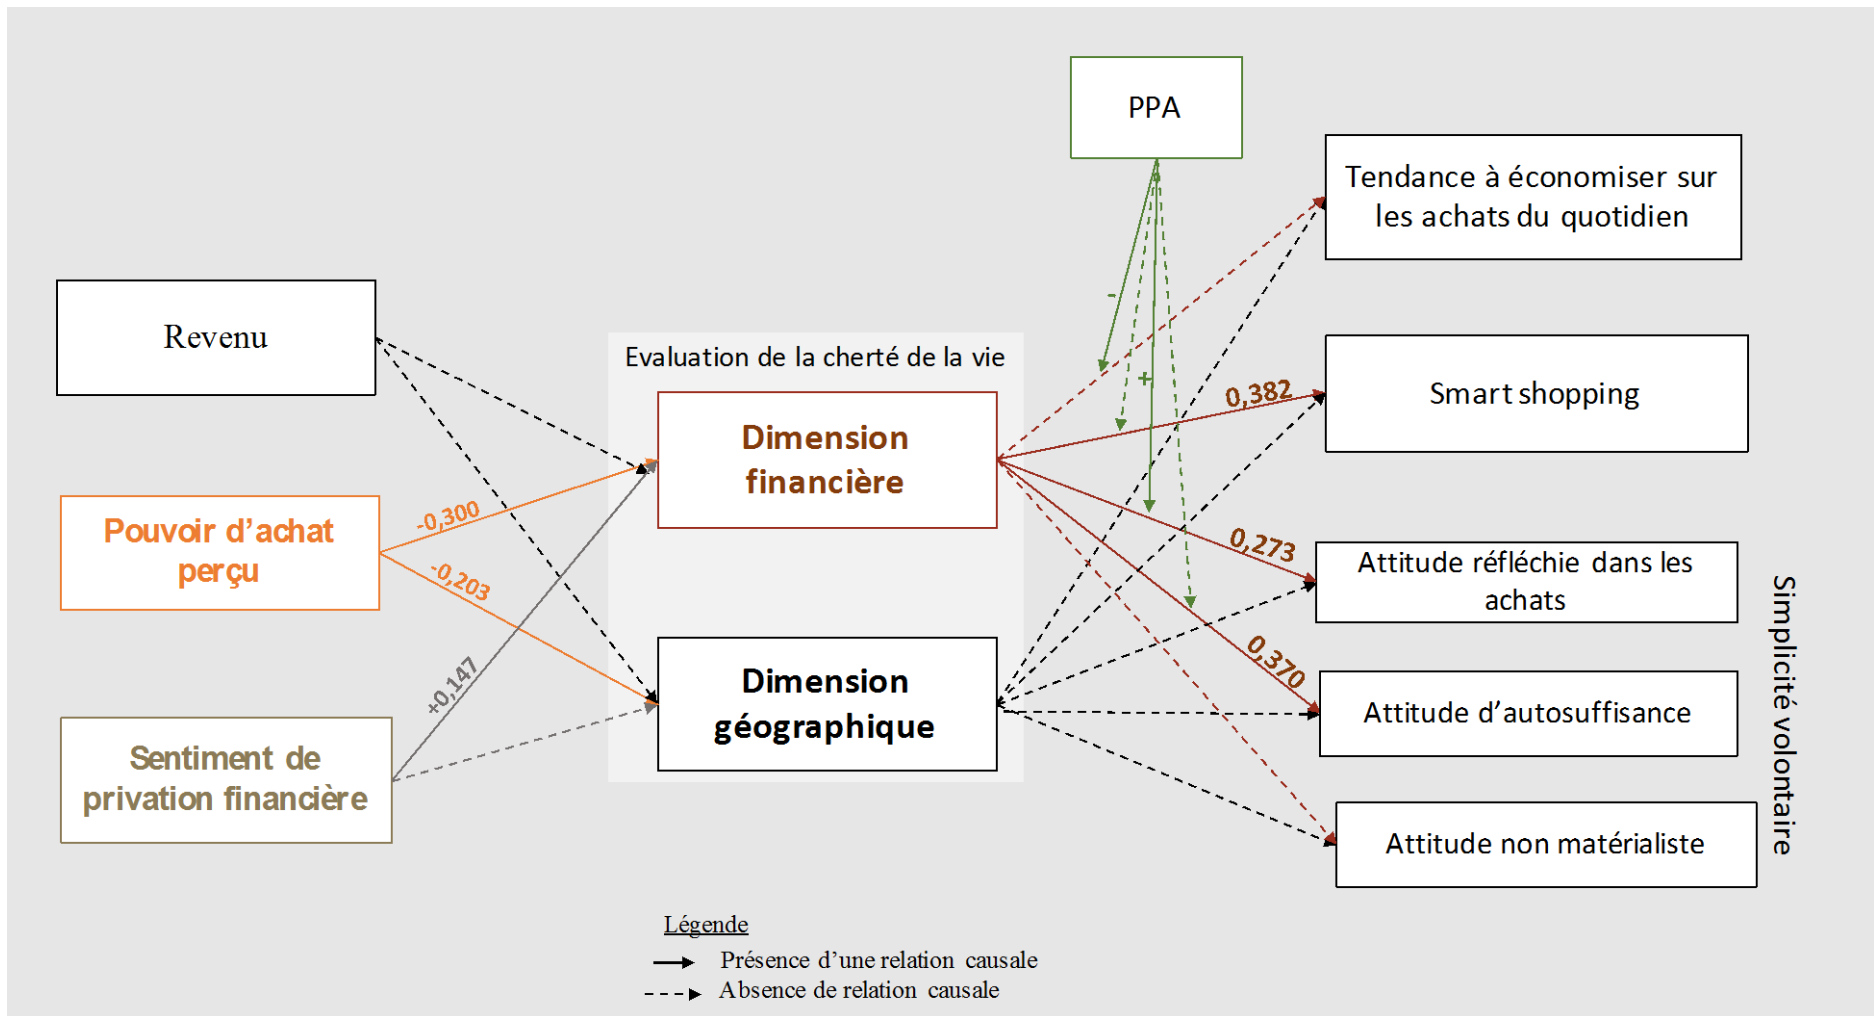 PPA
Tendance à économiser sur
les achats du quotidien
Revenu
Evaluation de la cherté de la vie
-
+
0,382
Smart shopping
Dimension
financière
-0,300
Pouvoir d’achat
perçu
-0,203
0,273
Attitude réfléchie dans les
achats
Simplicité volontaire
+0,147
Dimension
géographique
0,370
Attitude d’autosuffisance
Sentiment de
privation financière
Attitude non matérialiste
Légende
Présence d’une relation causale
Absence de relation causale